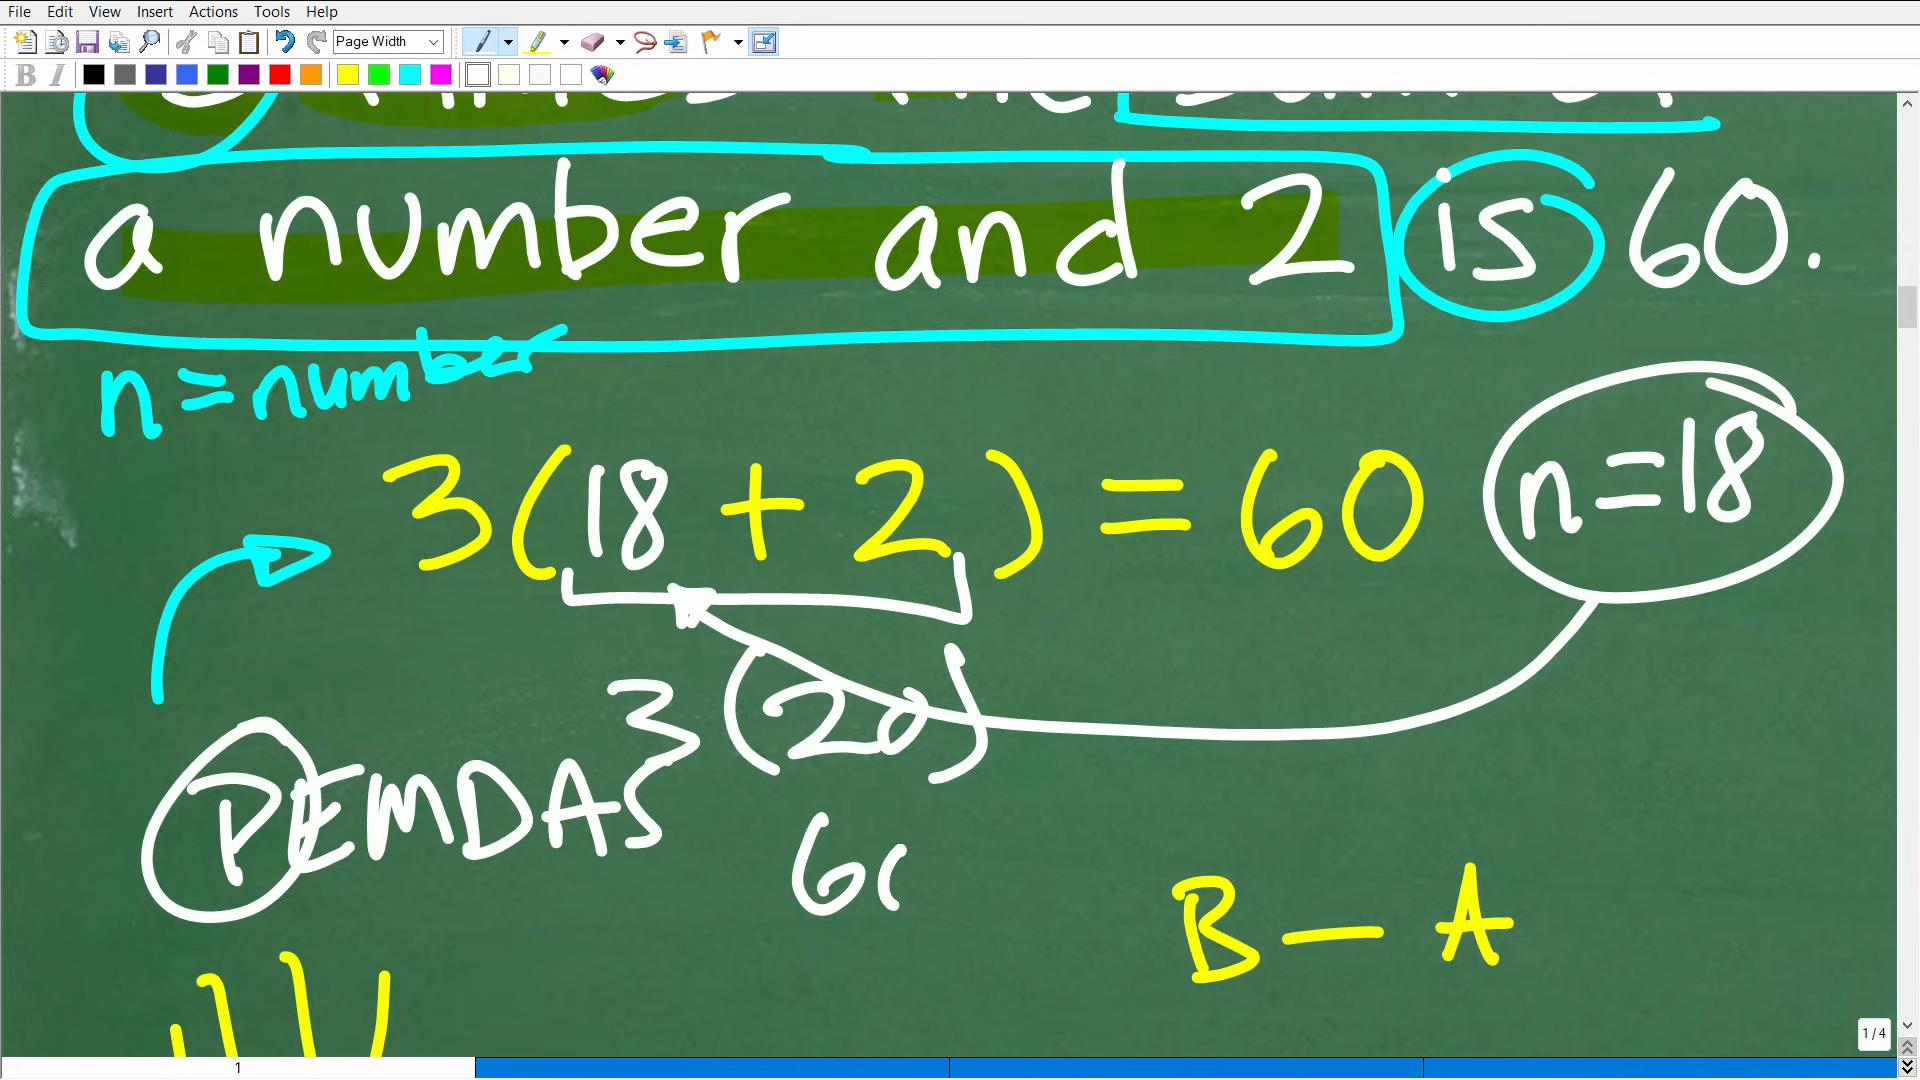 File Edit View Insert Actions Tools Help
Page Width
B I
a number and 2 is 60.
n=number
3(18 + 2) = 60
n=18
3(20)
PEMDAS
6
B — A
1/4
1